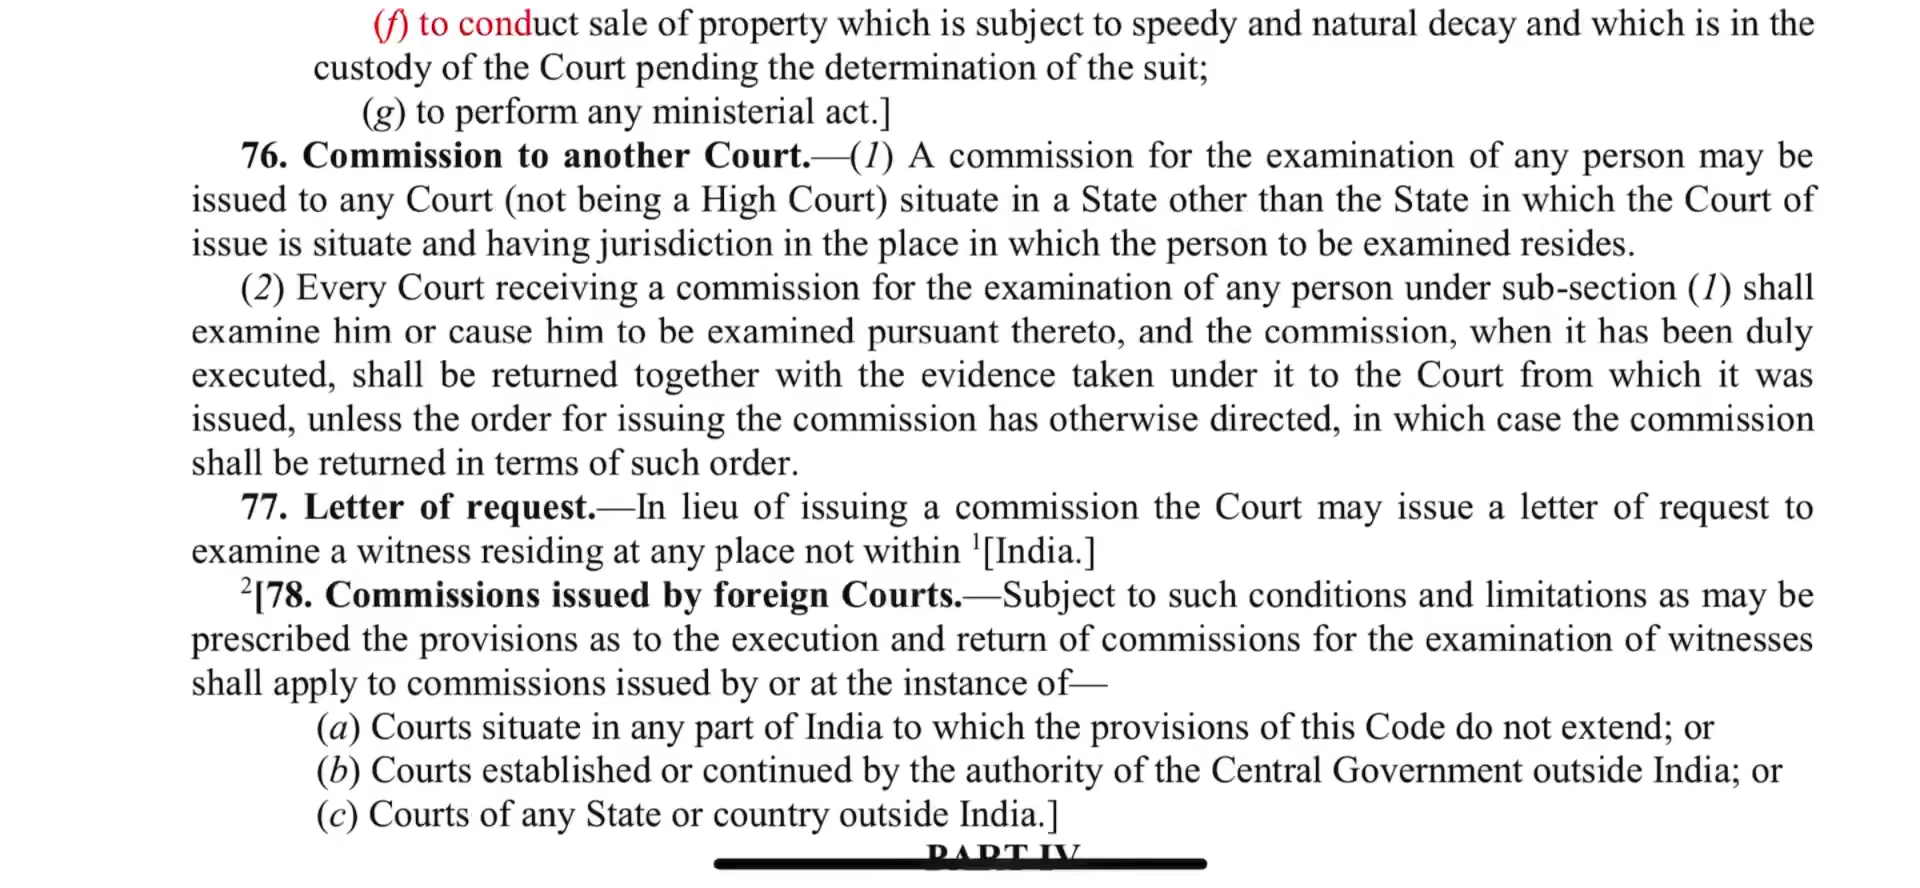 (f) to conduct sale of property which is subject to speedy and natural decay and which is in the
custody of the Court pending the determination of the suit;
(g) to perform any ministerial act.]
76. Commission to another Court.—(1) A commission for the examination of any person may be
issued to any Court (not being a High Court) situate in a State other than the State in which the Court of
issue is situate and having jurisdiction in the place in which the person to be examined resides.
(2) Every Court receiving a commission for the examination of any person under sub-section (1) shall
examine him or cause him to be examined pursuant thereto, and the commission, when it has been duly
executed, shall be returned together with the evidence taken under it to the Court from which it was
issued, unless the order for issuing the commission has otherwise directed, in which case the commission
shall be returned in terms of such order.
77. Letter of request.—In lieu of issuing a commission the Court may issue a letter of request to
examine a witness residing at any place not within ¹[India.]
²[78. Commissions issued by foreign Courts.—Subject to such conditions and limitations as may be
prescribed the provisions as to the execution and return of commissions for the examination of witnesses
shall apply to commissions issued by or at the instance of—
(a) Courts situate in any part of India to which the provisions of this Code do not extend; or
(b) Courts established or continued by the authority of the Central Government outside India; or
(c) Courts of any State or country outside India.]
PART IV